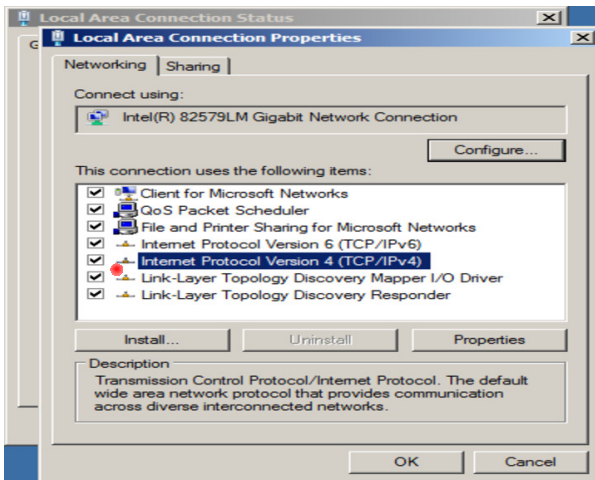 Local Area Connection Status
G
Local Area Connection Properties
Networking
Sharing
Connect using:
Intel(R) 82579LM Gigabit Network Connection
Configure...
This connection uses the following items:
Client for Microsoft Networks
QoS Packet Scheduler
File and Printer Sharing for Microsoft Networks
Internet Protocol Version 6 (TCP/IPv6)
Internet Protocol Version 4 (TCP/IPv4)
Link-Layer Topology Discovery Mapper I/O Driver
Link-Layer Topology Discovery Responder
Install...
Uninstall
Properties
Description
Transmission Control Protocol/Internet Protocol. The default
wide area network protocol that provides communication
across diverse interconnected networks.
OK
Cancel